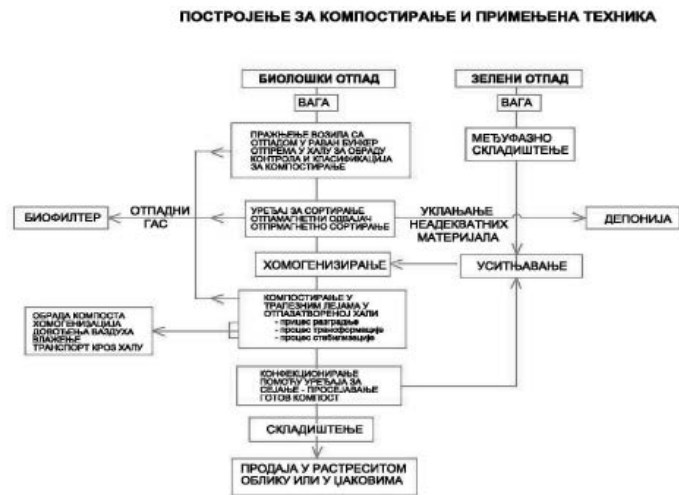 ПОСТРОЈЕЊЕ ЗА КОМПОСТИРАЊЕ И ПРИМЕЊЕНА ТЕХНИКА
БИОЛОШКИ ОТПАД
ЗЕЛЕНИ ОТПАД
ВАГА
ВАГА
ПРАЖЊЕЊЕ ВОЗИЛА СА
ОТПАДОМ У РАВАН БУНКЕР
ОТПРЕМА У ХАЛУ ЗА ОБРАДУ
КОНТРОЛА И КЛАСИФИКАЦИЈА
ЗА КОМПОСТИРАЊЕ
МЕЂУФАЗНО
СКЛАДИШТЕЊЕ
БИОФИЛТЕР
ОТПАДНИ
ГАС
УРЕЂАЈ ЗА СОРТИРАЊЕ
ОТПАМАГНЕТНИ ОДВАЈАЧ
ОТПРМАГНЕТНО СОРТИРАЊЕ
УКЛАЊАЊЕ
НЕАДЕКВАТНИХ
МАТЕРИЈАЛА
ДЕПОНИЈА
ХОМОГЕНИЗИРАЊЕ
УСИТЊАВАЊЕ
ОБРАДА КОМПОСТА
ХОМОГЕНИЗАЦИЈА
ДОВОЂЕЊА ВАЗДУХА
ВЛАЖЕЊЕ
ТРАНСПОРТ КРОЗ ХАЛУ
КОМПОСТИРАЊЕ У
ТРАПЕЗНИМ ЛЕЈАМА У
ОТПАЗАТВОРЕНОЈ ХАЛИ
- процес разградње
- процес трансформације
- процес стабилизације
КОНФЕКЦИОНИРАЊЕ
ПОМОЋУ УРЕЂАЈА ЗА
СЕЈАЊЕ - ПРОСЕЈАВАЊЕ
ГОТОВ КОМПОСТ
СКЛАДИШТЕЊЕ
ПРОДАЈА У РАСТРЕСИТОМ
ОБЛИКУ ИЛИ У ЏАКОВИМА